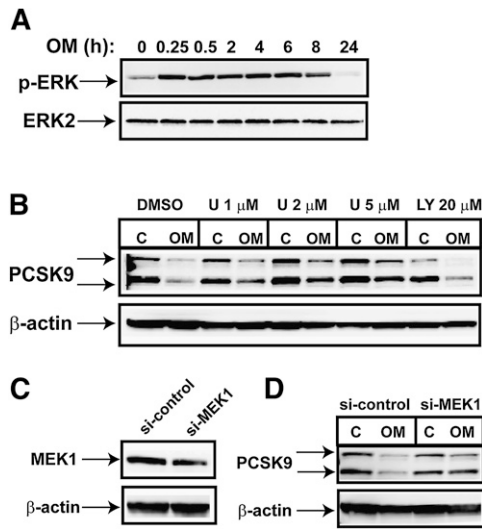 A
OM (h): 0 0.25 0.5 2 4 6 8 24
p-ERK
ERK2
B
DMSO U 1 μM U 2 μM U 5 μM LY 20 μM
C OM C OM C OM C OM C OM
PCSK9
β-actin
C
si-control si-MEK1
MEK1
β-actin
D
si-control si-MEK1
C OM C OM
PCSK9
β-actin